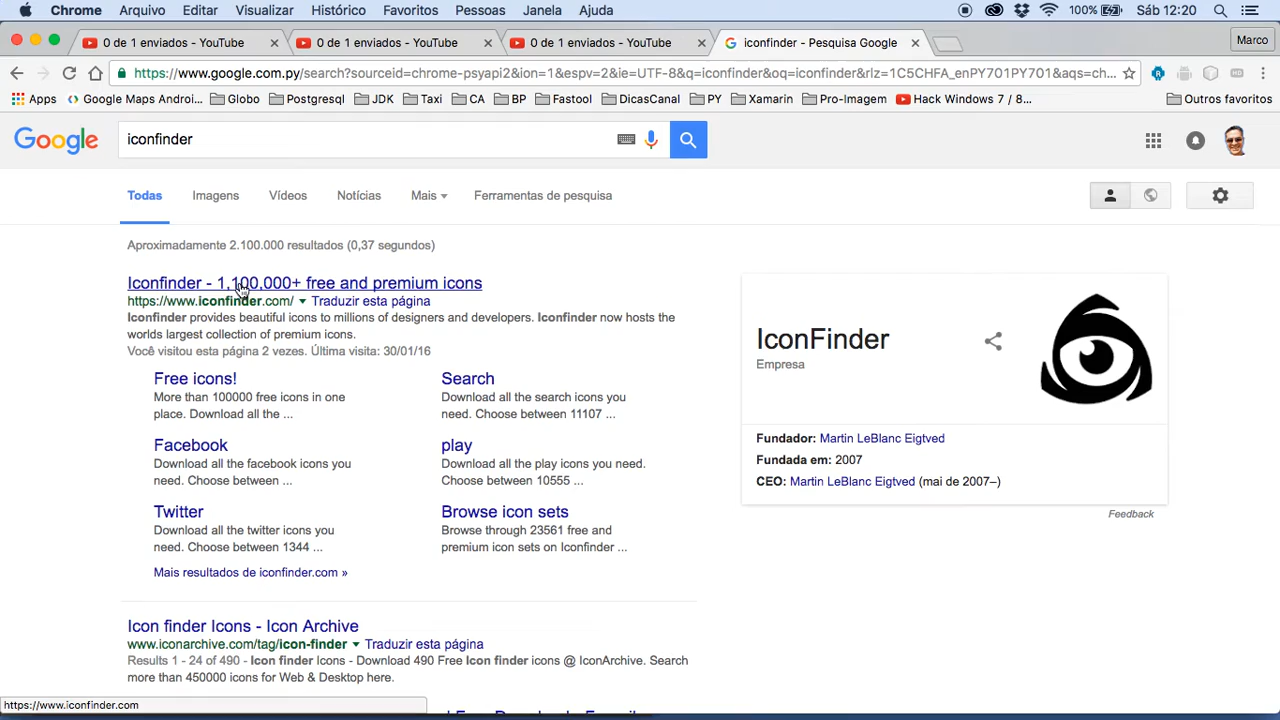 Chrome Arquivo Editar Visualizar Histórico Favoritos Pessoas Janela Ajuda 100% Sáb 12:20
0 de 1 enviados - YouTube
0 de 1 enviados - YouTube
0 de 1 enviados - YouTube
iconfinder - Pesquisa Google
Marco
https://www.google.com.py/search?sourceid=chrome-psyapi2&ion=1&espv=2&ie=UTF-8&q=iconfinder&oq=iconfinder&rlz=1C5CHFA_enPY701PY701&aqs=ch...
Apps Google Maps Androi... Globo Postgresql JDK Taxi CA BP Fastool DicasCanal PY Xamarin Pro-Imagem Hack Windows 7 / 8... Outros favoritos
Google
iconfinder
Todas Imagens Vídeos Notícias Mais Ferramentas de pesquisa
Aproximadamente 2.100.000 resultados (0,37 segundos)
Iconfinder - 1,100,000+ free and premium icons
https://www.iconfinder.com/ Traduzir esta página
Iconfinder provides beautiful icons to millions of designers and developers. Iconfinder now hosts the
worlds largest collection of premium icons.
Você visitou esta página 2 vezes. Última visita: 30/01/16
Free icons!
More than 100000 free icons in one
place. Download all the ...
Search
Download all the search icons you
need. Choose between 11107 ...
Facebook
Download all the facebook icons you
need. Choose between ...
play
Download all the play icons you need.
Choose between 10555 ...
Twitter
Download all the twitter icons you
need. Choose between 1344 ...
Browse icon sets
Browse through 23561 free and
premium icon sets on Iconfinder ...
Mais resultados de iconfinder.com »
Icon finder Icons - Icon Archive
www.iconarchive.com/tag/icon-finder Traduzir esta página
Results 1 - 24 of 490 - Icon finder Icons - Download 490 Free Icon finder icons @ IconArchive. Search
more than 450000 icons for Web & Desktop here.
IconFinder
Empresa
Fundador: Martin LeBlanc Eigtved
Fundada em: 2007
CEO: Martin LeBlanc Eigtved (mai de 2007–)
Feedback
https://www.iconfinder.com